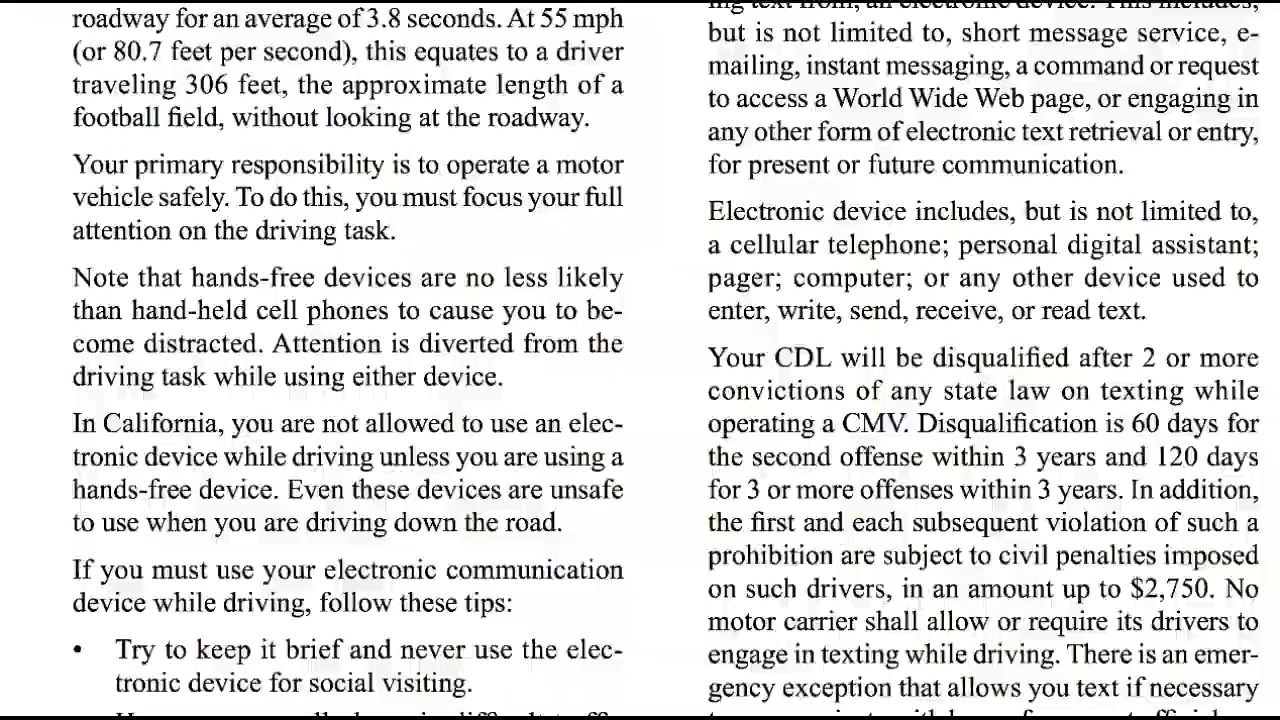 roadway for an average of 3.8 seconds. At 55 mph
(or 80.7 feet per second), this equates to a driver
traveling 306 feet, the approximate length of a
football field, without looking at the roadway.
Your primary responsibility is to operate a motor
vehicle safely. To do this, you must focus your full
attention on the driving task.
Note that hands-free devices are no less likely
than hand-held cell phones to cause you to be-
come distracted. Attention is diverted from the
driving task while using either device.
In California, you are not allowed to use an elec-
tronic device while driving unless you are using a
hands-free device. Even these devices are unsafe
to use when you are driving down the road.
If you must use your electronic communication
device while driving, follow these tips:
• Try to keep it brief and never use the elec-
tronic device for social visiting.
ing text from, an electronic device. This includes,
but is not limited to, short message service, e-
mailing, instant messaging, a command or request
to access a World Wide Web page, or engaging in
any other form of electronic text retrieval or entry,
for present or future communication.
Electronic device includes, but is not limited to,
a cellular telephone; personal digital assistant;
pager; computer; or any other device used to
enter, write, send, receive, or read text.
Your CDL will be disqualified after 2 or more
convictions of any state law on texting while
operating a CMV. Disqualification is 60 days for
the second offense within 3 years and 120 days
for 3 or more offenses within 3 years. In addition,
the first and each subsequent violation of such a
prohibition are subject to civil penalties imposed
on such drivers, in an amount up to $2,750. No
motor carrier shall allow or require its drivers to
engage in texting while driving. There is an emer-
gency exception that allows you text if necessary